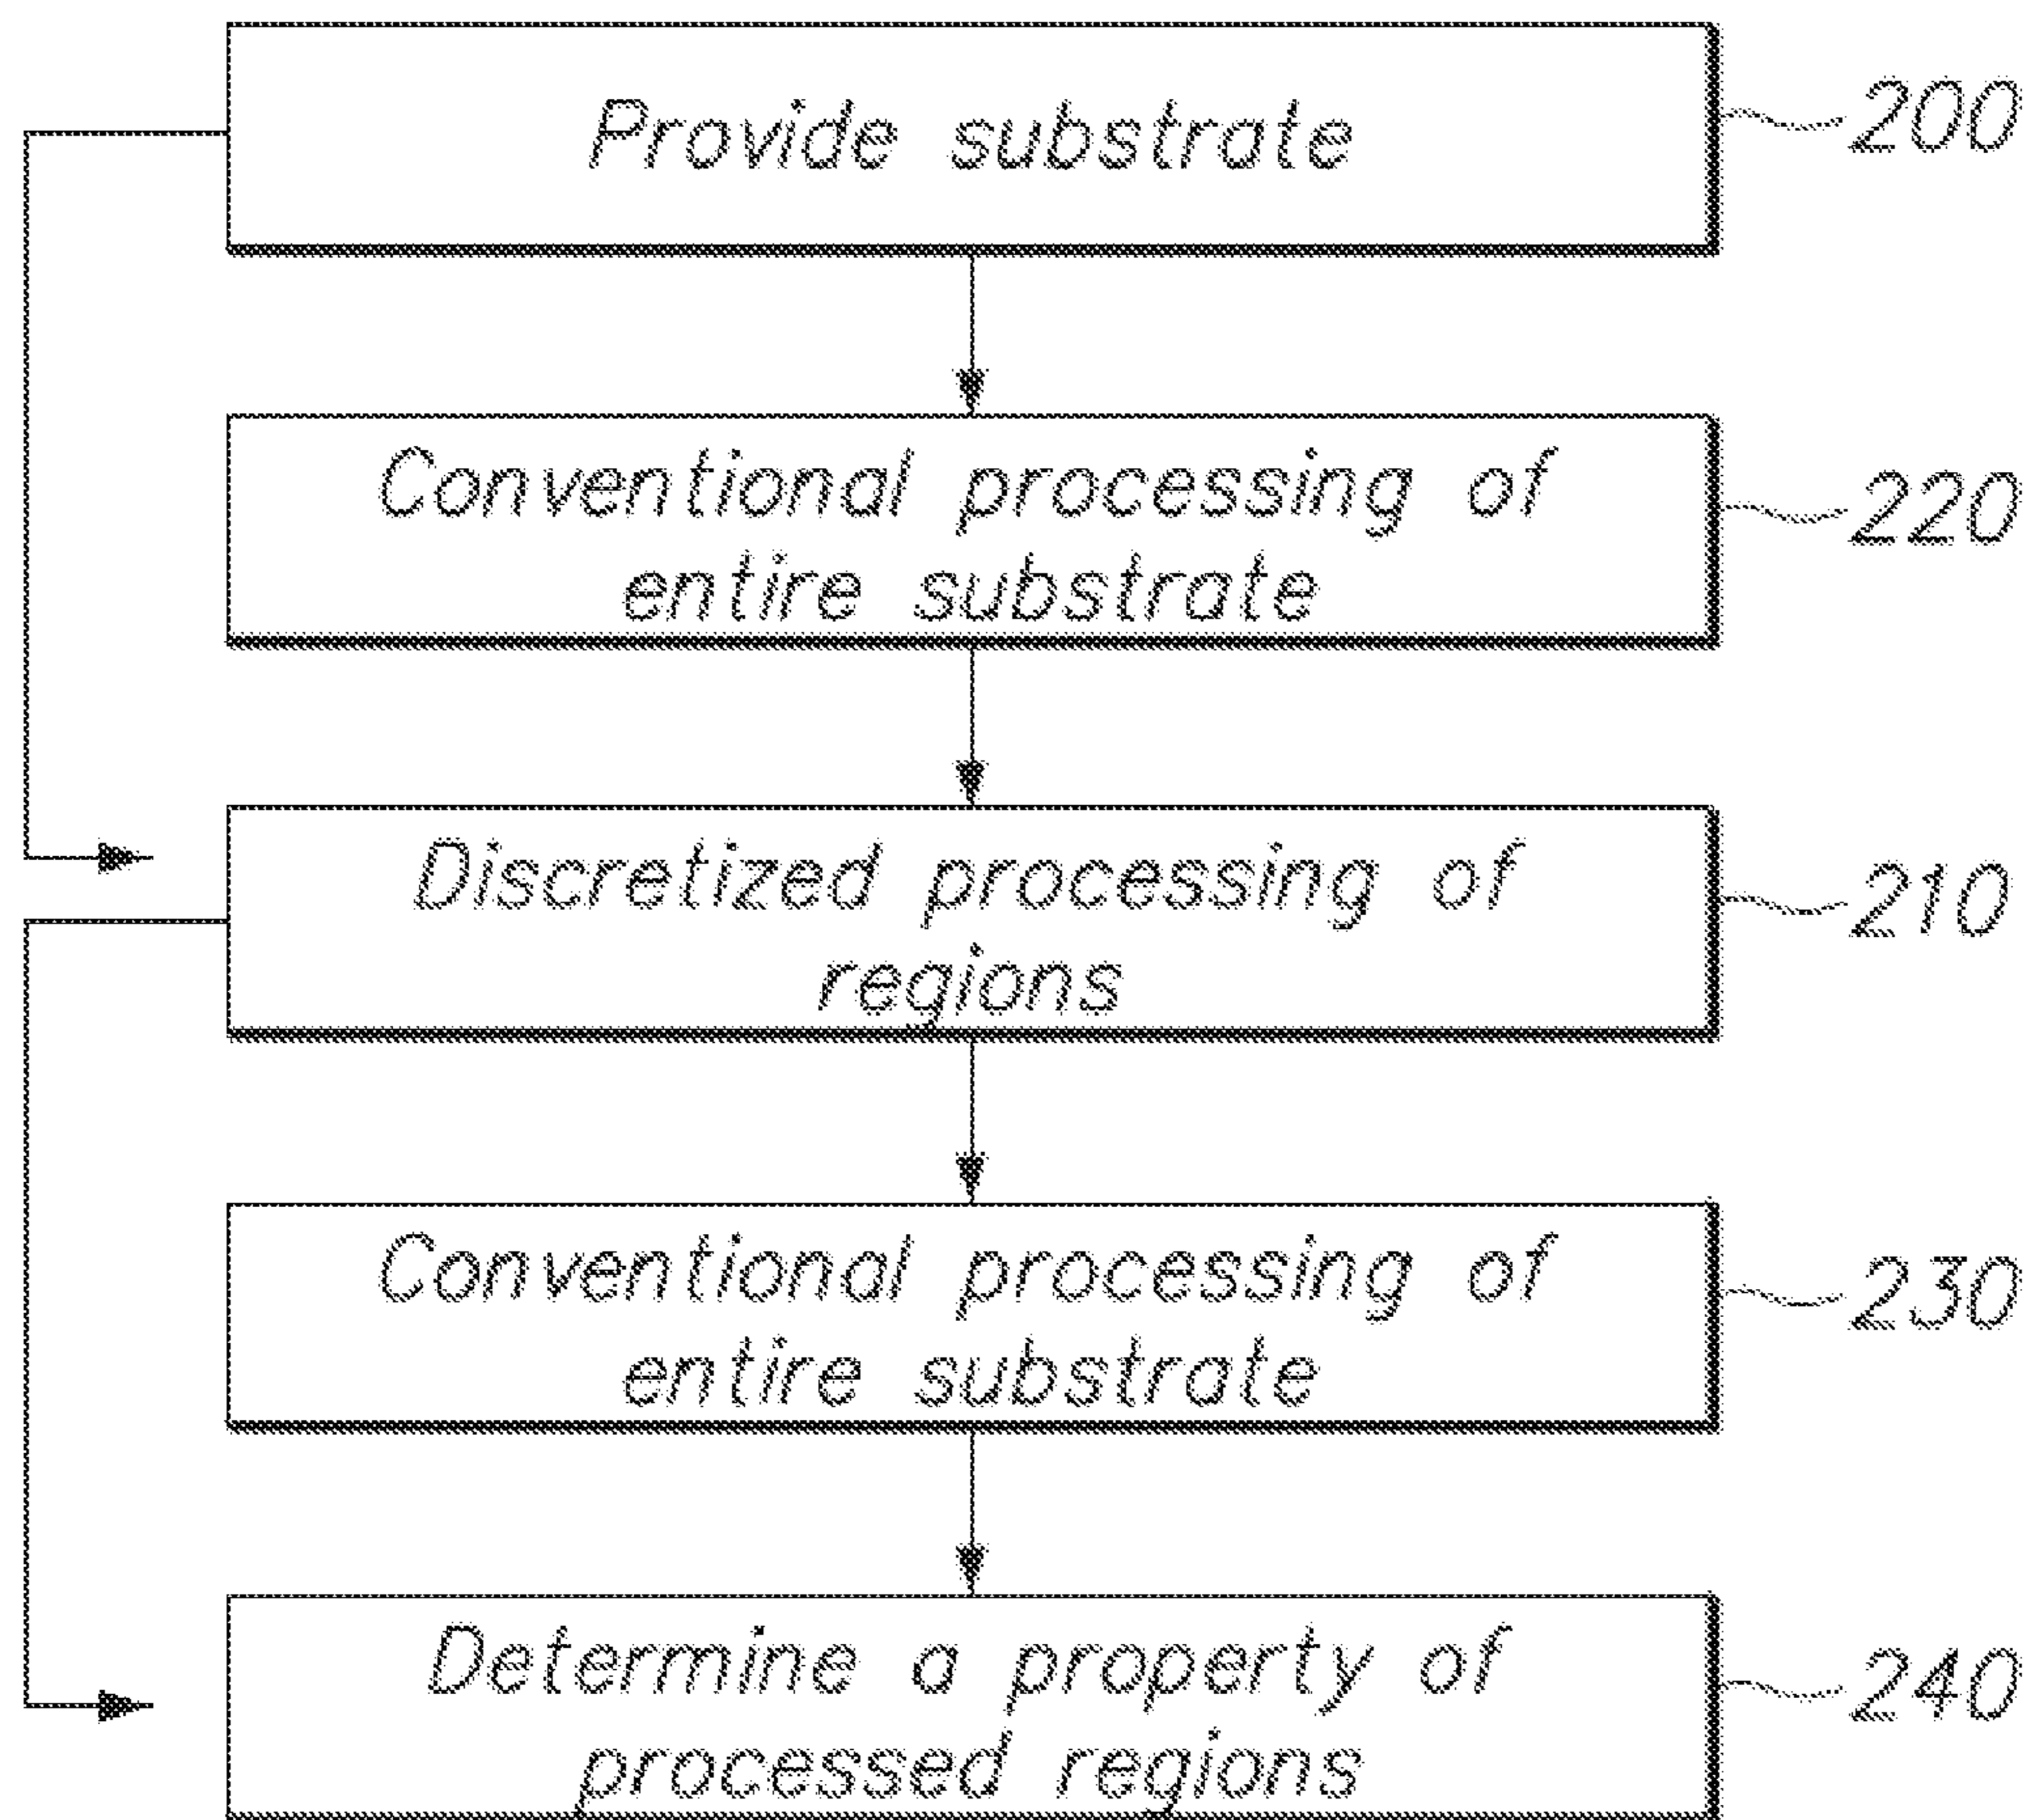 Provide substrate
200
Conventional processing of
entire substrate
220
Discretized processing of
regions
210
Conventional processing of
entire substrate
230
Determine a property of
processed regions
240